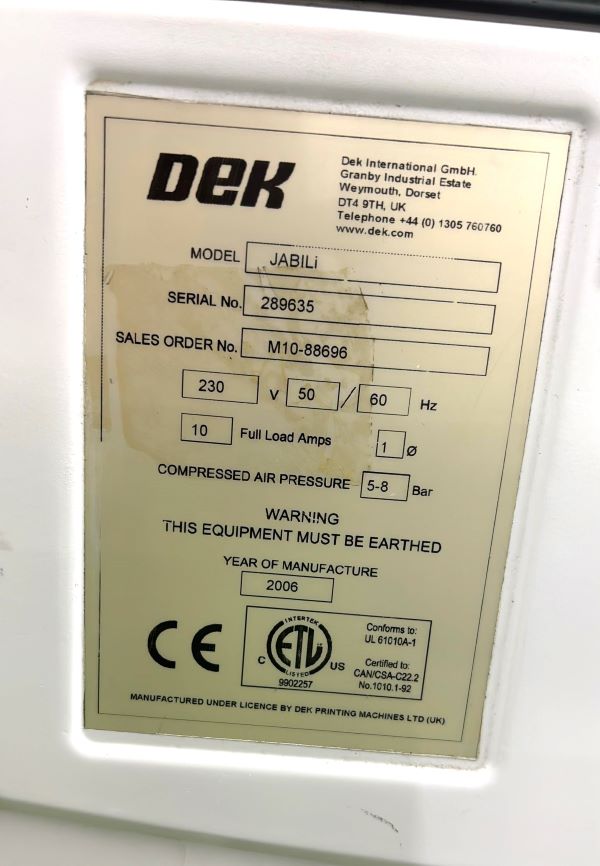 DEK
Dek International GmbH.
Granby Industrial Estate
Weymouth, Dorset
DT4 9TH, UK
Telephone +44 (0) 1305 760760
www.dek.com
MODEL JABILi
SERIAL No. 289635
SALES ORDER No. M10-88696
230 V 50 / 60 Hz
10 Full Load Amps 1 Ø
COMPRESSED AIR PRESSURE 5-8 Bar
WARNING
THIS EQUIPMENT MUST BE EARTHED
YEAR OF MANUFACTURE
2006
CE
INTERTEK
ETL
LISTED
C US
9902257
Conforms to:
UL 61010A-1
Certified to:
CAN/CSA-C22.2
No.1010.1-92
MANUFACTURED UNDER LICENCE BY DEK PRINTING MACHINES LTD (UK)